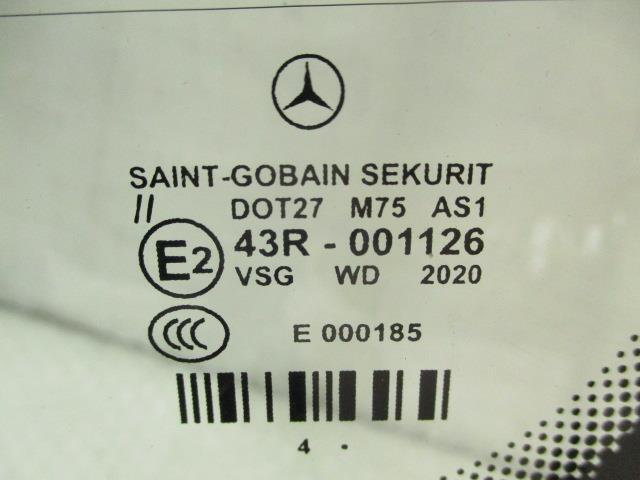 SAINT-GOBAIN SEKURIT
II DOT27 M75 AS1
E2 43R - 001126
VSG WD 2020
CCC E 000185
4 -